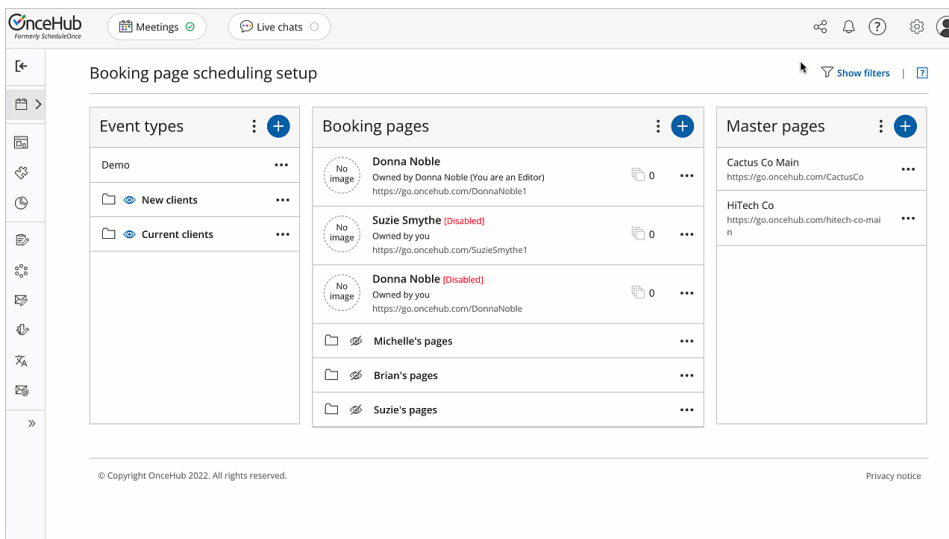 OnceHub
Formerly ScheduleOnce
Meetings
Live chats
?
Booking page scheduling setup
Show filters | ?
Event types
Demo
New clients
Current clients
Booking pages
No image
Donna Noble
Owned by Donna Noble (You are an Editor)
https://go.oncehub.com/DonnaNoble1
0
No image
Suzie Smythe [Disabled]
Owned by you
https://go.oncehub.com/SuzieSmythe1
0
No image
Donna Noble [Disabled]
Owned by you
https://go.oncehub.com/DonnaNoble
0
Michelle's pages
Brian's pages
Suzie's pages
Master pages
Cactus Co Main
https://go.oncehub.com/CactusCo
HiTech Co
https://go.oncehub.com/hitech-co-mai
n
© Copyright OnceHub 2022. All rights reserved.
Privacy notice